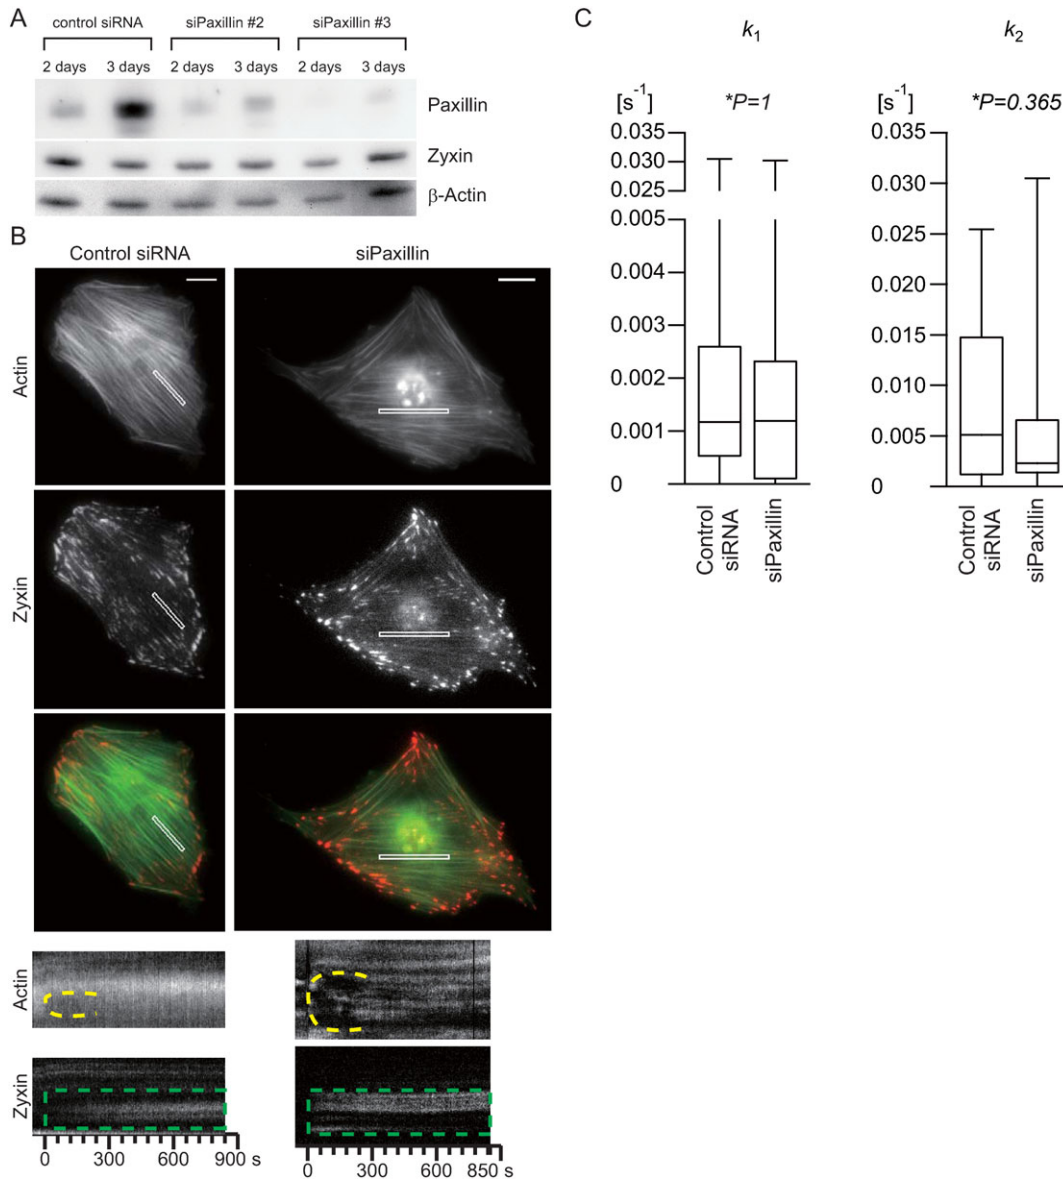 A
control siRNA siPaxillin #2 siPaxillin #3
2 days 3 days 2 days 3 days 2 days 3 days
Paxillin
Zyxin
β-Actin
B
Control siRNA siPaxillin
Actin
Zyxin
Actin
Zyxin
0 300 600 900 s
0 300 600 850 s
C
k₁ k₂
[s⁻¹] *P=1
0.035
0.030
0.025
0.005
0.004
0.003
0.002
0.001
0
Control siRNA
siPaxillin
[s⁻¹] *P=0.365
0.035
0.030
0.025
0.020
0.015
0.010
0.005
0
Control siRNA
siPaxillin